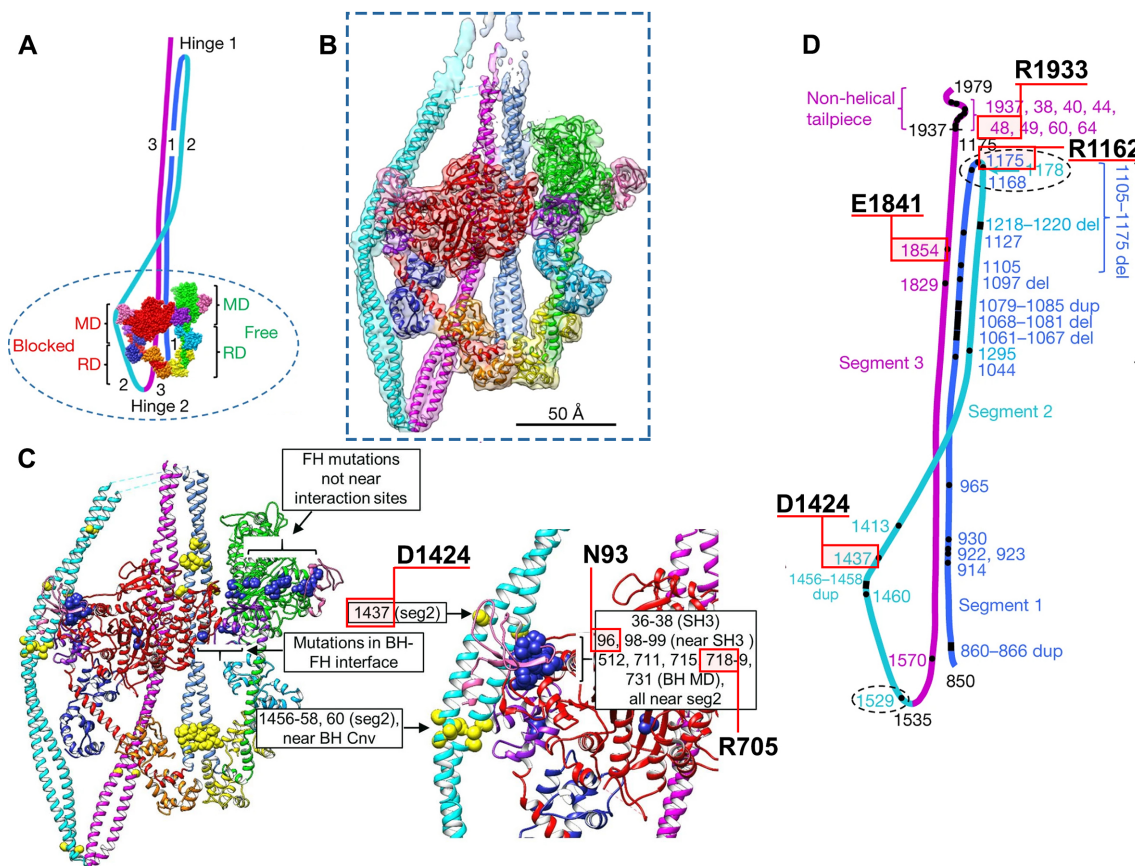 A
Hinge 1
3
1
2
MD
MD
Blocked
Free
1
RD
RD
2
3
Hinge 2
B
50 Å
C
FH mutations
not near
interaction sites
D1424
1437 (seg2)
Mutations in BH-
FH interface
1456-58, 60 (seg2),
near BH Cnv
N93
36-38 (SH3)
96, 98-99 (near SH3 )
512, 711, 715, 718-9,
731 (BH MD),
all near seg2
R705
D
R1933
1979
Non-helical
tailpiece
1937, 38, 40, 44,
48, 49, 60, 64
1937
1175
R1162
1175
1178
1168
1105–1175 del
E1841
1218–1220 del
1127
1854
1105
1097 del
1829
1079–1085 dup
1068–1081 del
1061–1067 del
1295
1044
Segment 3
Segment 2
965
D1424
1413
930
922, 923
914
1437
1456–1458
dup
1460
Segment 1
860–866 dup
1570
850
1529
1535